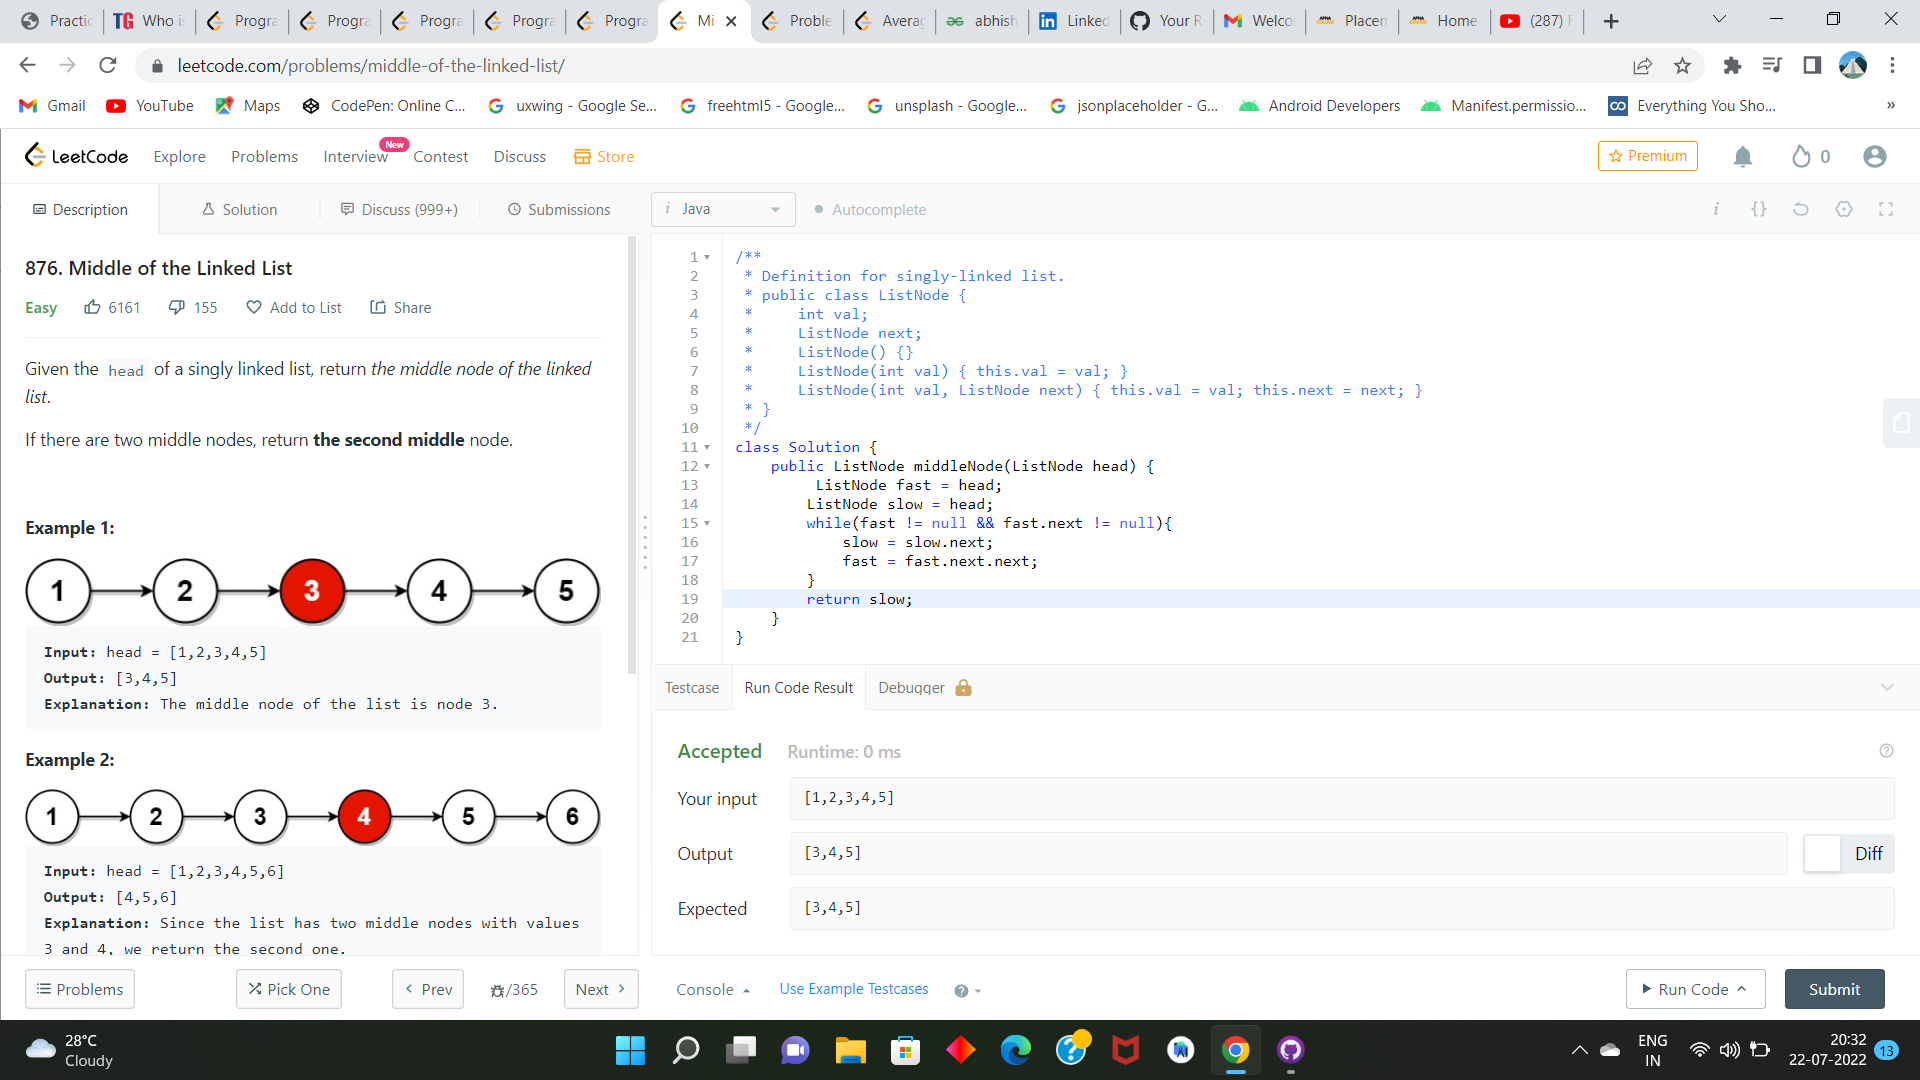 Practic
Who is
Progra
Progra
Progra
Progra
Progra
Mi
Proble
Averag
abhish
Linked
Your R
Welco
Placem
Home
(287)
leetcode.com/problems/middle-of-the-linked-list/
Gmail
YouTube
Maps
CodePen: Online C...
uxwing - Google Se...
freehtml5 - Google...
unsplash - Google...
jsonplaceholder - G...
Android Developers
Manifest.permissio...
Everything You Sho...
»
LeetCode
Explore
Problems
Interview
New
Contest
Discuss
Store
Premium
0
Description
Solution
Discuss (999+)
Submissions
i Java
Autocomplete
i {}
876. Middle of the Linked List
Easy 6161 155 Add to List Share
Given the head of a singly linked list, return the middle node of the linked
list.
If there are two middle nodes, return the second middle node.
Example 1:
1 2 3 4 5
Input: head = [1,2,3,4,5]
Output: [3,4,5]
Explanation: The middle node of the list is node 3.
Example 2:
1 2 3 4 5 6
Input: head = [1,2,3,4,5,6]
Output: [4,5,6]
Explanation: Since the list has two middle nodes with values
3 and 4, we return the second one.
1 /**
2 * Definition for singly-linked list.
3 * public class ListNode {
4 * int val;
5 * ListNode next;
6 * ListNode() {}
7 * ListNode(int val) { this.val = val; }
8 * ListNode(int val, ListNode next) { this.val = val; this.next = next; }
9 * }
10 */
11 class Solution {
12 public ListNode middleNode(ListNode head) {
13 ListNode fast = head;
14 ListNode slow = head;
15 while(fast != null && fast.next != null){
16 slow = slow.next;
17 fast = fast.next.next;
18 }
19 return slow;
20 }
21 }
Testcase
Run Code Result
Debugger
Accepted Runtime: 0 ms
Your input [1,2,3,4,5]
Output [3,4,5] Diff
Expected [3,4,5]
Problems
Pick One
Prev
/365
Next
Console
Use Example Testcases
Run Code
Submit
28°C
Cloudy
ENG
IN
20:32
22-07-2022
13